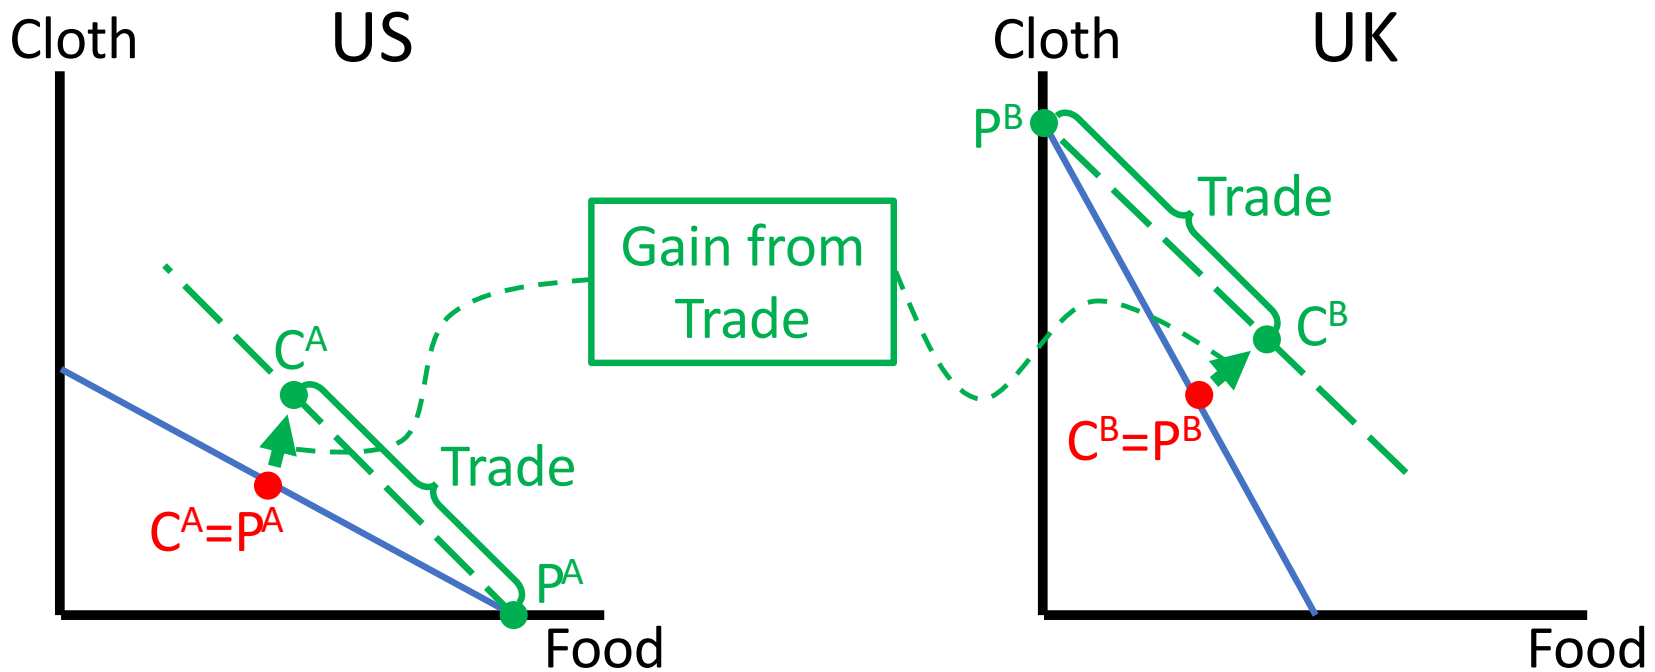 US
Cloth
C^A
Trade
C^A=P^A
P^A
Food
Gain from
Trade
UK
Cloth
P^B
Trade
C^B
C^B=P^B
Food